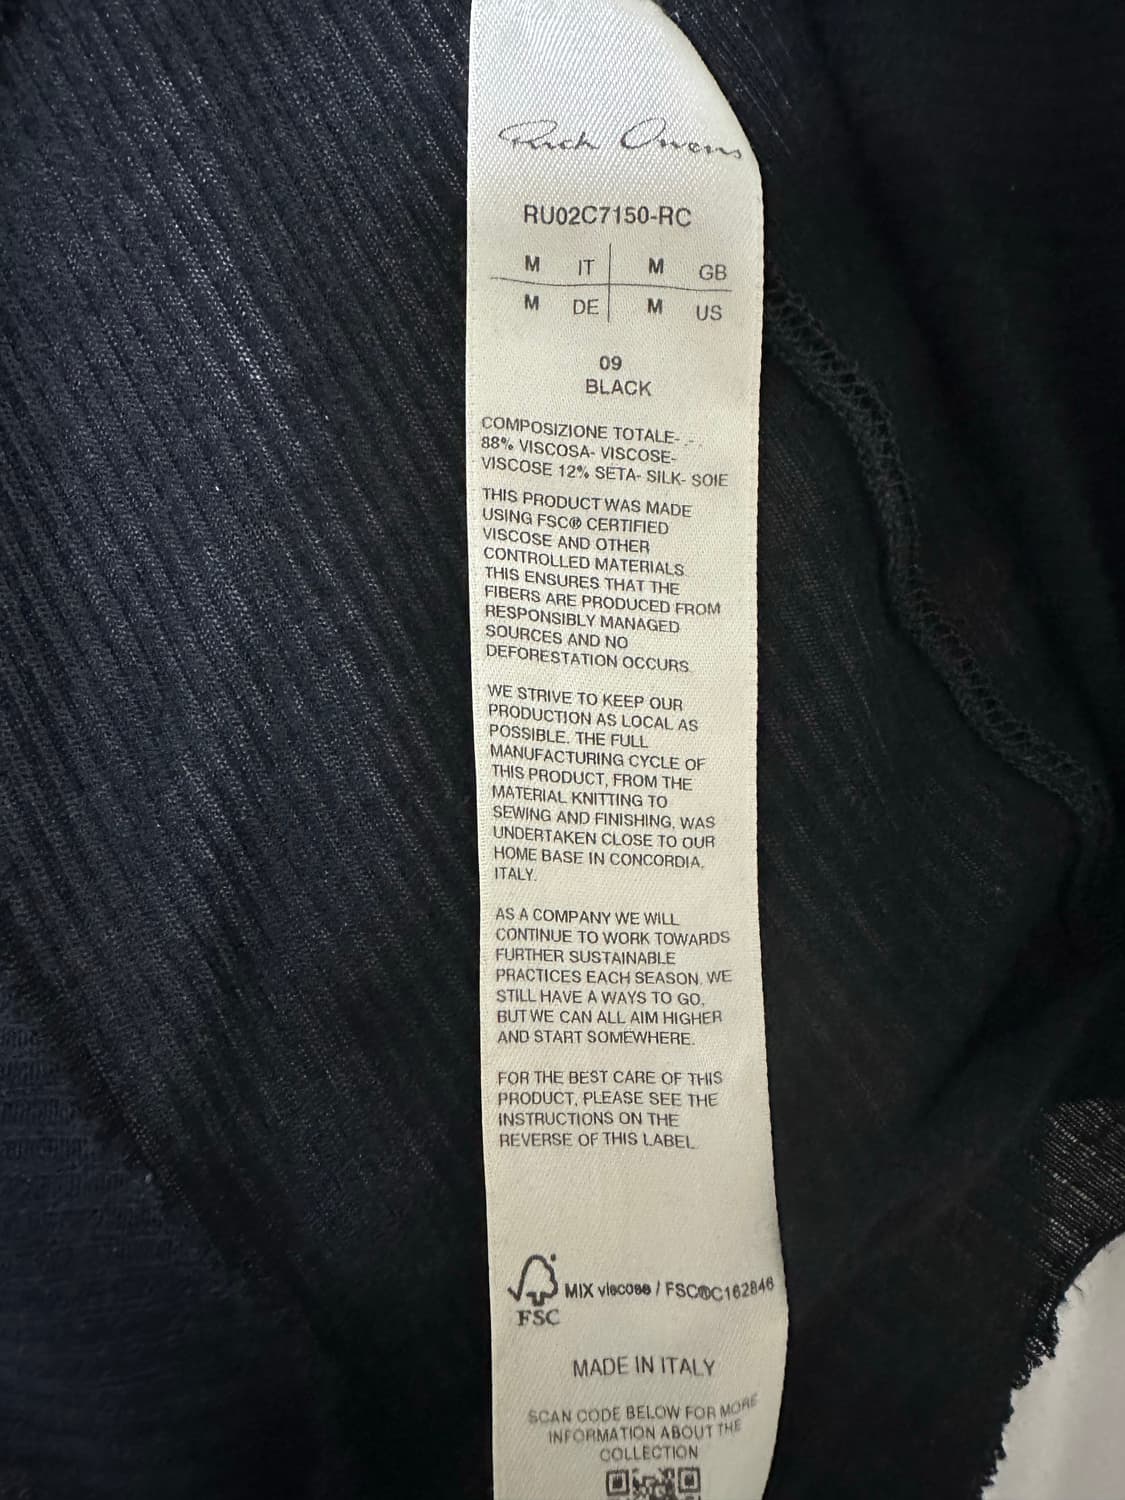 Rick Owens
RU02C7150-RC
M IT M GB
M DE M US
09
BLACK
COMPOSIZIONE TOTALE- - -
88% VISCOSA- VISCOSE-
VISCOSE 12% SETA- SILK- SOIE
THIS PRODUCT WAS MADE
USING FSC® CERTIFIED
VISCOSE AND OTHER
CONTROLLED MATERIALS.
THIS ENSURES THAT THE
FIBERS ARE PRODUCED FROM
RESPONSIBLY MANAGED
SOURCES AND NO
DEFORESTATION OCCURS.
WE STRIVE TO KEEP OUR
PRODUCTION AS LOCAL AS
POSSIBLE. THE FULL
MANUFACTURING CYCLE OF
THIS PRODUCT, FROM THE
MATERIAL KNITTING TO
SEWING AND FINISHING, WAS
UNDERTAKEN CLOSE TO OUR
HOME BASE IN CONCORDIA,
ITALY.
AS A COMPANY WE WILL
CONTINUE TO WORK TOWARDS
FURTHER SUSTAINABLE
PRACTICES EACH SEASON. WE
STILL HAVE A WAYS TO GO,
BUT WE CAN ALL AIM HIGHER
AND START SOMEWHERE.
FOR THE BEST CARE OF THIS
PRODUCT, PLEASE SEE THE
INSTRUCTIONS ON THE
REVERSE OF THIS LABEL.
MIX viscose / FSC®C162846
FSC
MADE IN ITALY
SCAN CODE BELOW FOR MORE
INFORMATION ABOUT THE
COLLECTION